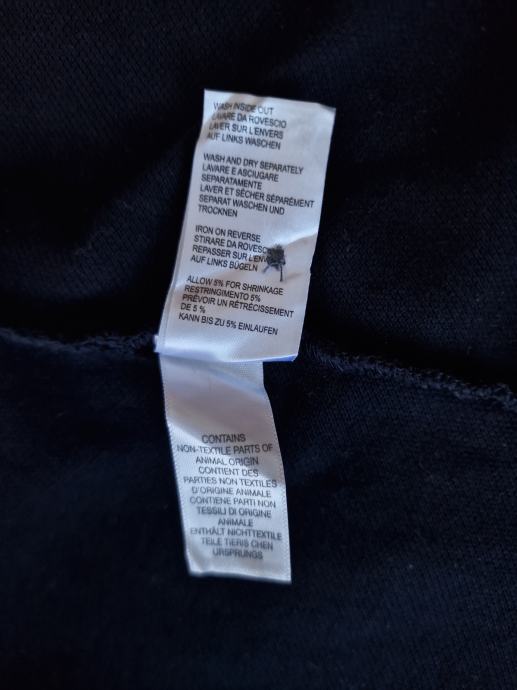 WASH INSIDE OUT
LAVARE DA ROVESCIO
LAVER SUR L'ENVERS
AUF LINKS WASCHEN
WASH AND DRY SEPARATELY
LAVARE E ASCIUGARE
SEPARATAMENTE
LAVER ET SÉCHER SÉPARÉMENT
SEPARAT WASCHEN UND
TROCKNEN
IRON ON REVERSE
STIRARE DA ROVESC
REPASSER SUR L'ENV
AUF LINKS BÜGELN
ALLOW 5% FOR SHRINKAGE
RESTRINGIMENTO 5%
PRÉVOIR UN RÉTRÉCISSEMENT
DE 5 %
KANN BIS ZU 5% EINLAUFEN
CONTAINS
NON-TEXTILE PARTS OF
ANIMAL ORIGIN
CONTIENT DES
PARTIES NON TEXTILES
D'ORIGINE ANIMALE
CONTIENE PARTI NON
TESSILI DI ORIGINE
ANIMALE
ENTHÄLT NICHTTEXTILE
TEILE TIERIS CHEN
URSPRUNGS